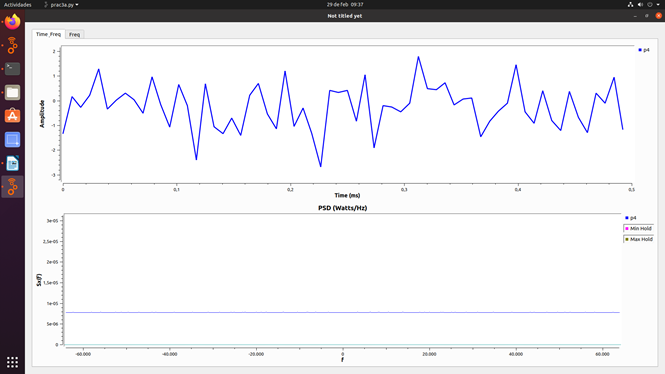 Actividades prac3a.py 29 de feb 09:37
Not titled yet
Time_Freq Freq
p4
Amplitude
2
1
0
-1
-2
-3
0 0,1 0,2 0,3 0,4 0,5
Time (ms)
PSD (Watts/Hz)
p4
Min Hold
Max Hold
Sx(f)
3e-05
2,5e-05
2e-05
1,5e-05
1e-05
5e-06
0
-60.000 -40.000 -20.000 0 20.000 40.000 60.000
f